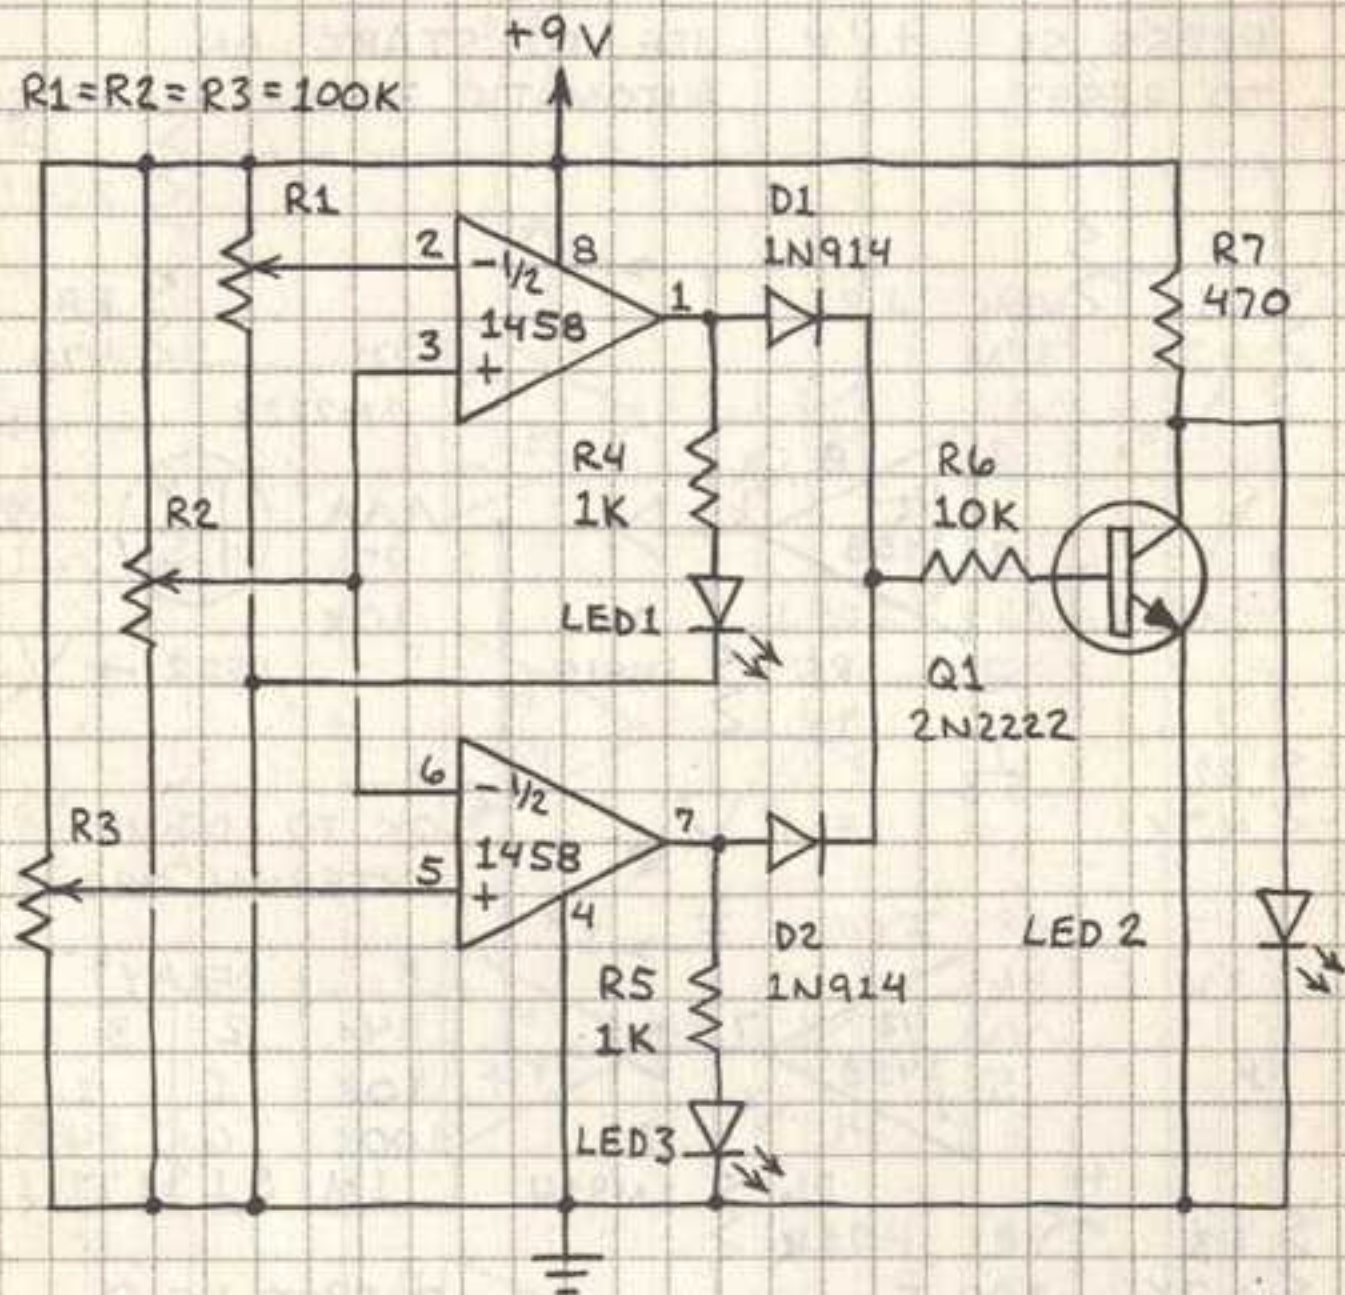 +9V
R1=R2=R3=100K
R1
D1
1N914
R7
470
2
- 1/2
8
1458
1
3
+
R4
1K
R6
10K
R2
LED1
Q1
2N2222
6
- 1/2
7
R3
1458
5
+
4
D2
1N914
LED 2
R5
1K
LED3